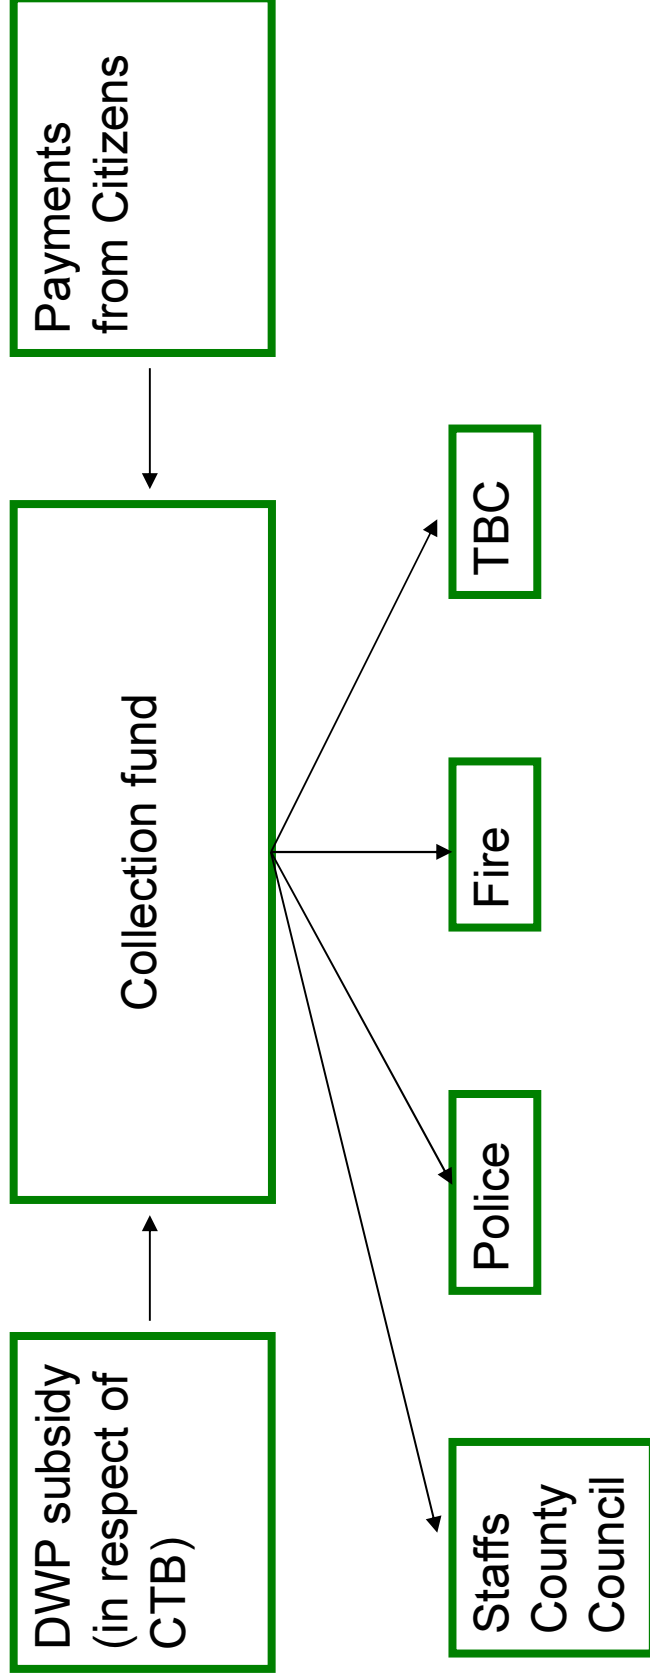 DWP subsidy
(in respect of
CTB)
Collection fund
Payments
from Citizens
Staffs
County
Council
Police
Fire
TBC